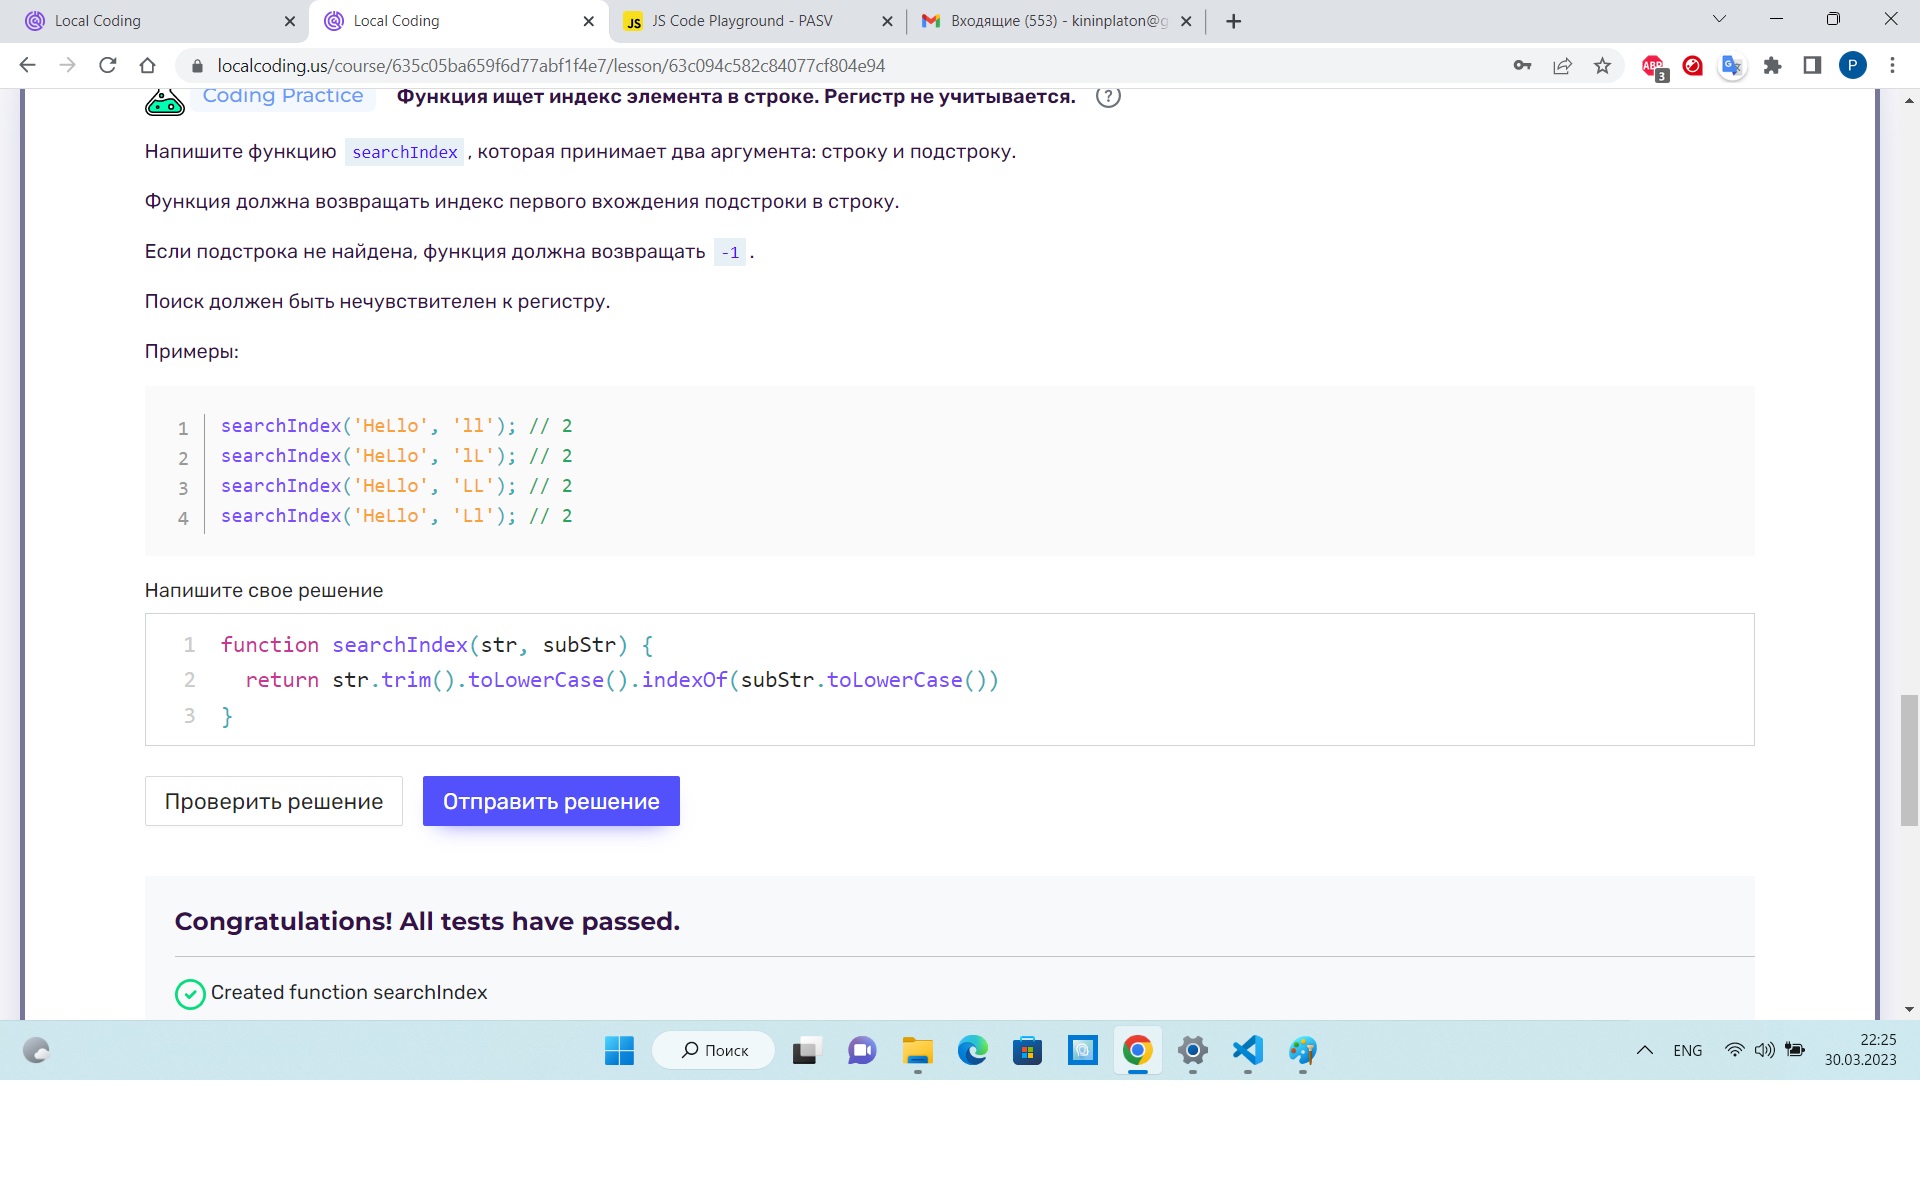 Local Coding
Local Coding
JS Code Playground - PASV
Входящие (553) - kininplaton@g
localcoding.us/course/635c05ba659f6d77abf1f4e7/lesson/63c094c582c84077cf804e94
ABP 3
P
Coding Practice Функция ищет индекс элемента в строке. Регистр не учитывается. ?
Напишите функцию searchIndex, которая принимает два аргумента: строку и подстроку.
Функция должна возвращать индекс первого вхождения подстроки в строку.
Если подстрока не найдена, функция должна возвращать -1.
Поиск должен быть нечувствителен к регистру.
Примеры:
1 searchIndex('HeLlo', 'll'); // 2
2 searchIndex('HeLlo', 'lL'); // 2
3 searchIndex('HeLlo', 'LL'); // 2
4 searchIndex('HeLlo', 'Ll'); // 2
Напишите свое решение
1 function searchIndex(str, subStr) {
2 return str.trim().toLowerCase().indexOf(subStr.toLowerCase())
3 }
Проверить решение Отправить решение
Congratulations! All tests have passed.
Created function searchIndex
Поиск
ENG
22:25
30.03.2023